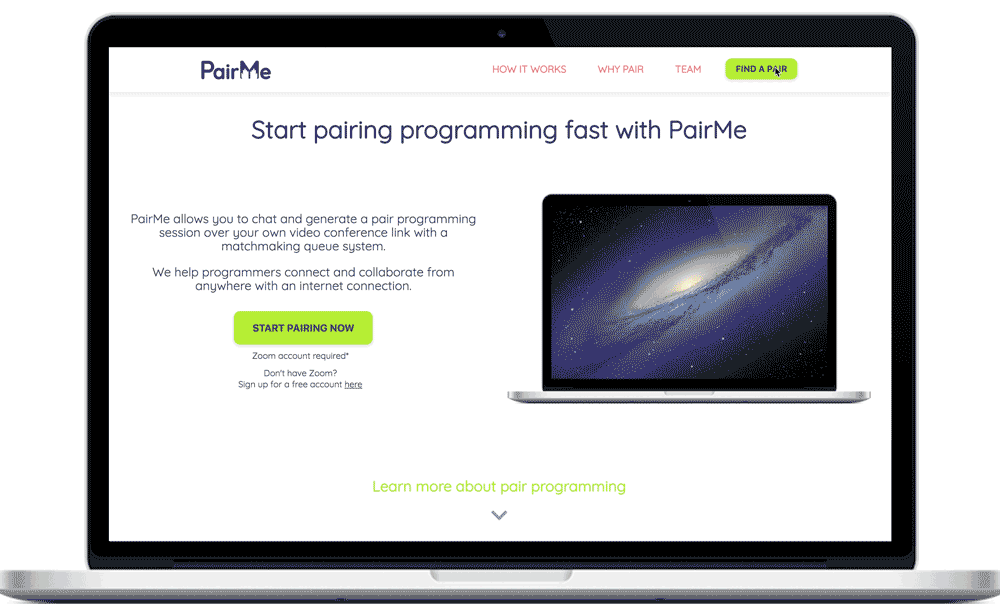 PairMe
HOW IT WORKS
WHY PAIR
TEAM
FIND A PAIR
Start pairing programming fast with PairMe
PairMe allows you to chat and generate a pair programming
session over your own video conference link with a
matchmaking queue system.
We help programmers connect and collaborate from
anywhere with an internet connection.
START PAIRING NOW
Zoom account required*
Don't have Zoom?
Sign up for a free account here
Learn more about pair programming